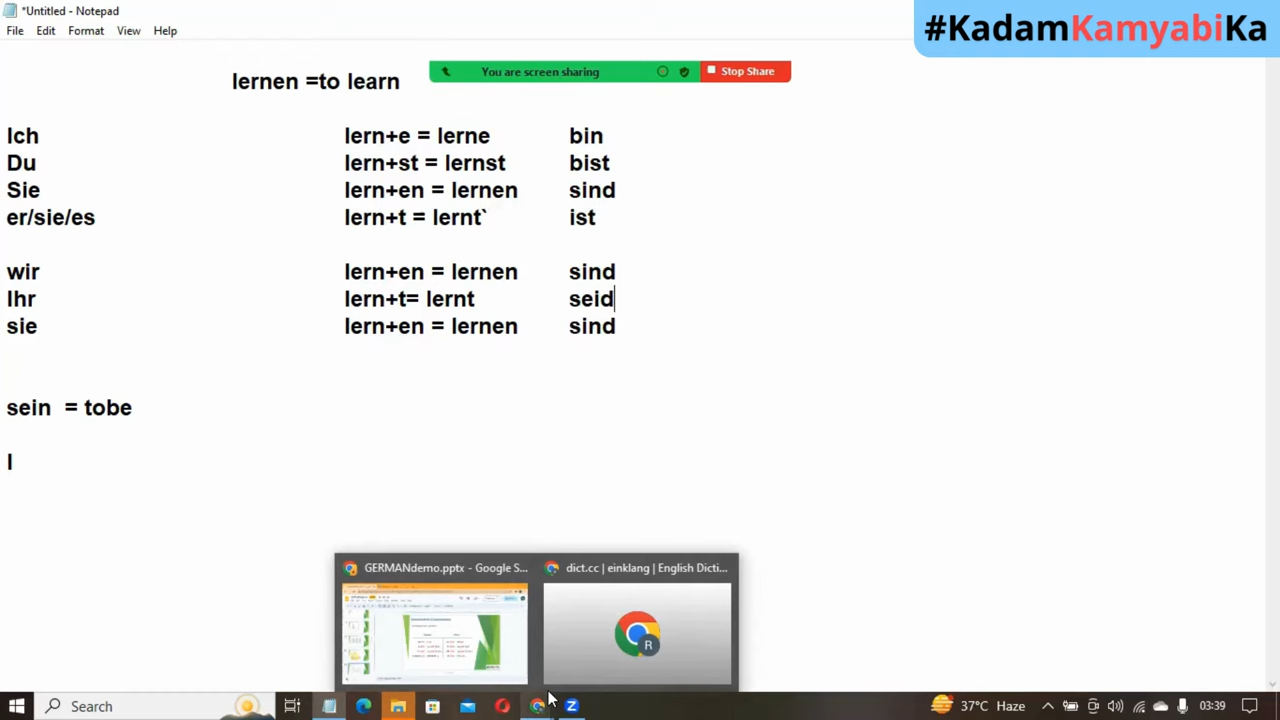 *Untitled - Notepad
File Edit Format View Help
#KadamKamyabiKa
You are screen sharing Stop Share
lernen =to learn
Ich lern+e = lerne bin
Du lern+st = lernst bist
Sie lern+en = lernen sind
er/sie/es lern+t = lernt` ist
wir lern+en = lernen sind
Ihr lern+t= lernt seid
sie lern+en = lernen sind
sein = tobe
I
GERMANdemo.pptx - Google S... dict.cc | einklang | English Dicti...
R
Search 37°C Haze 03:39